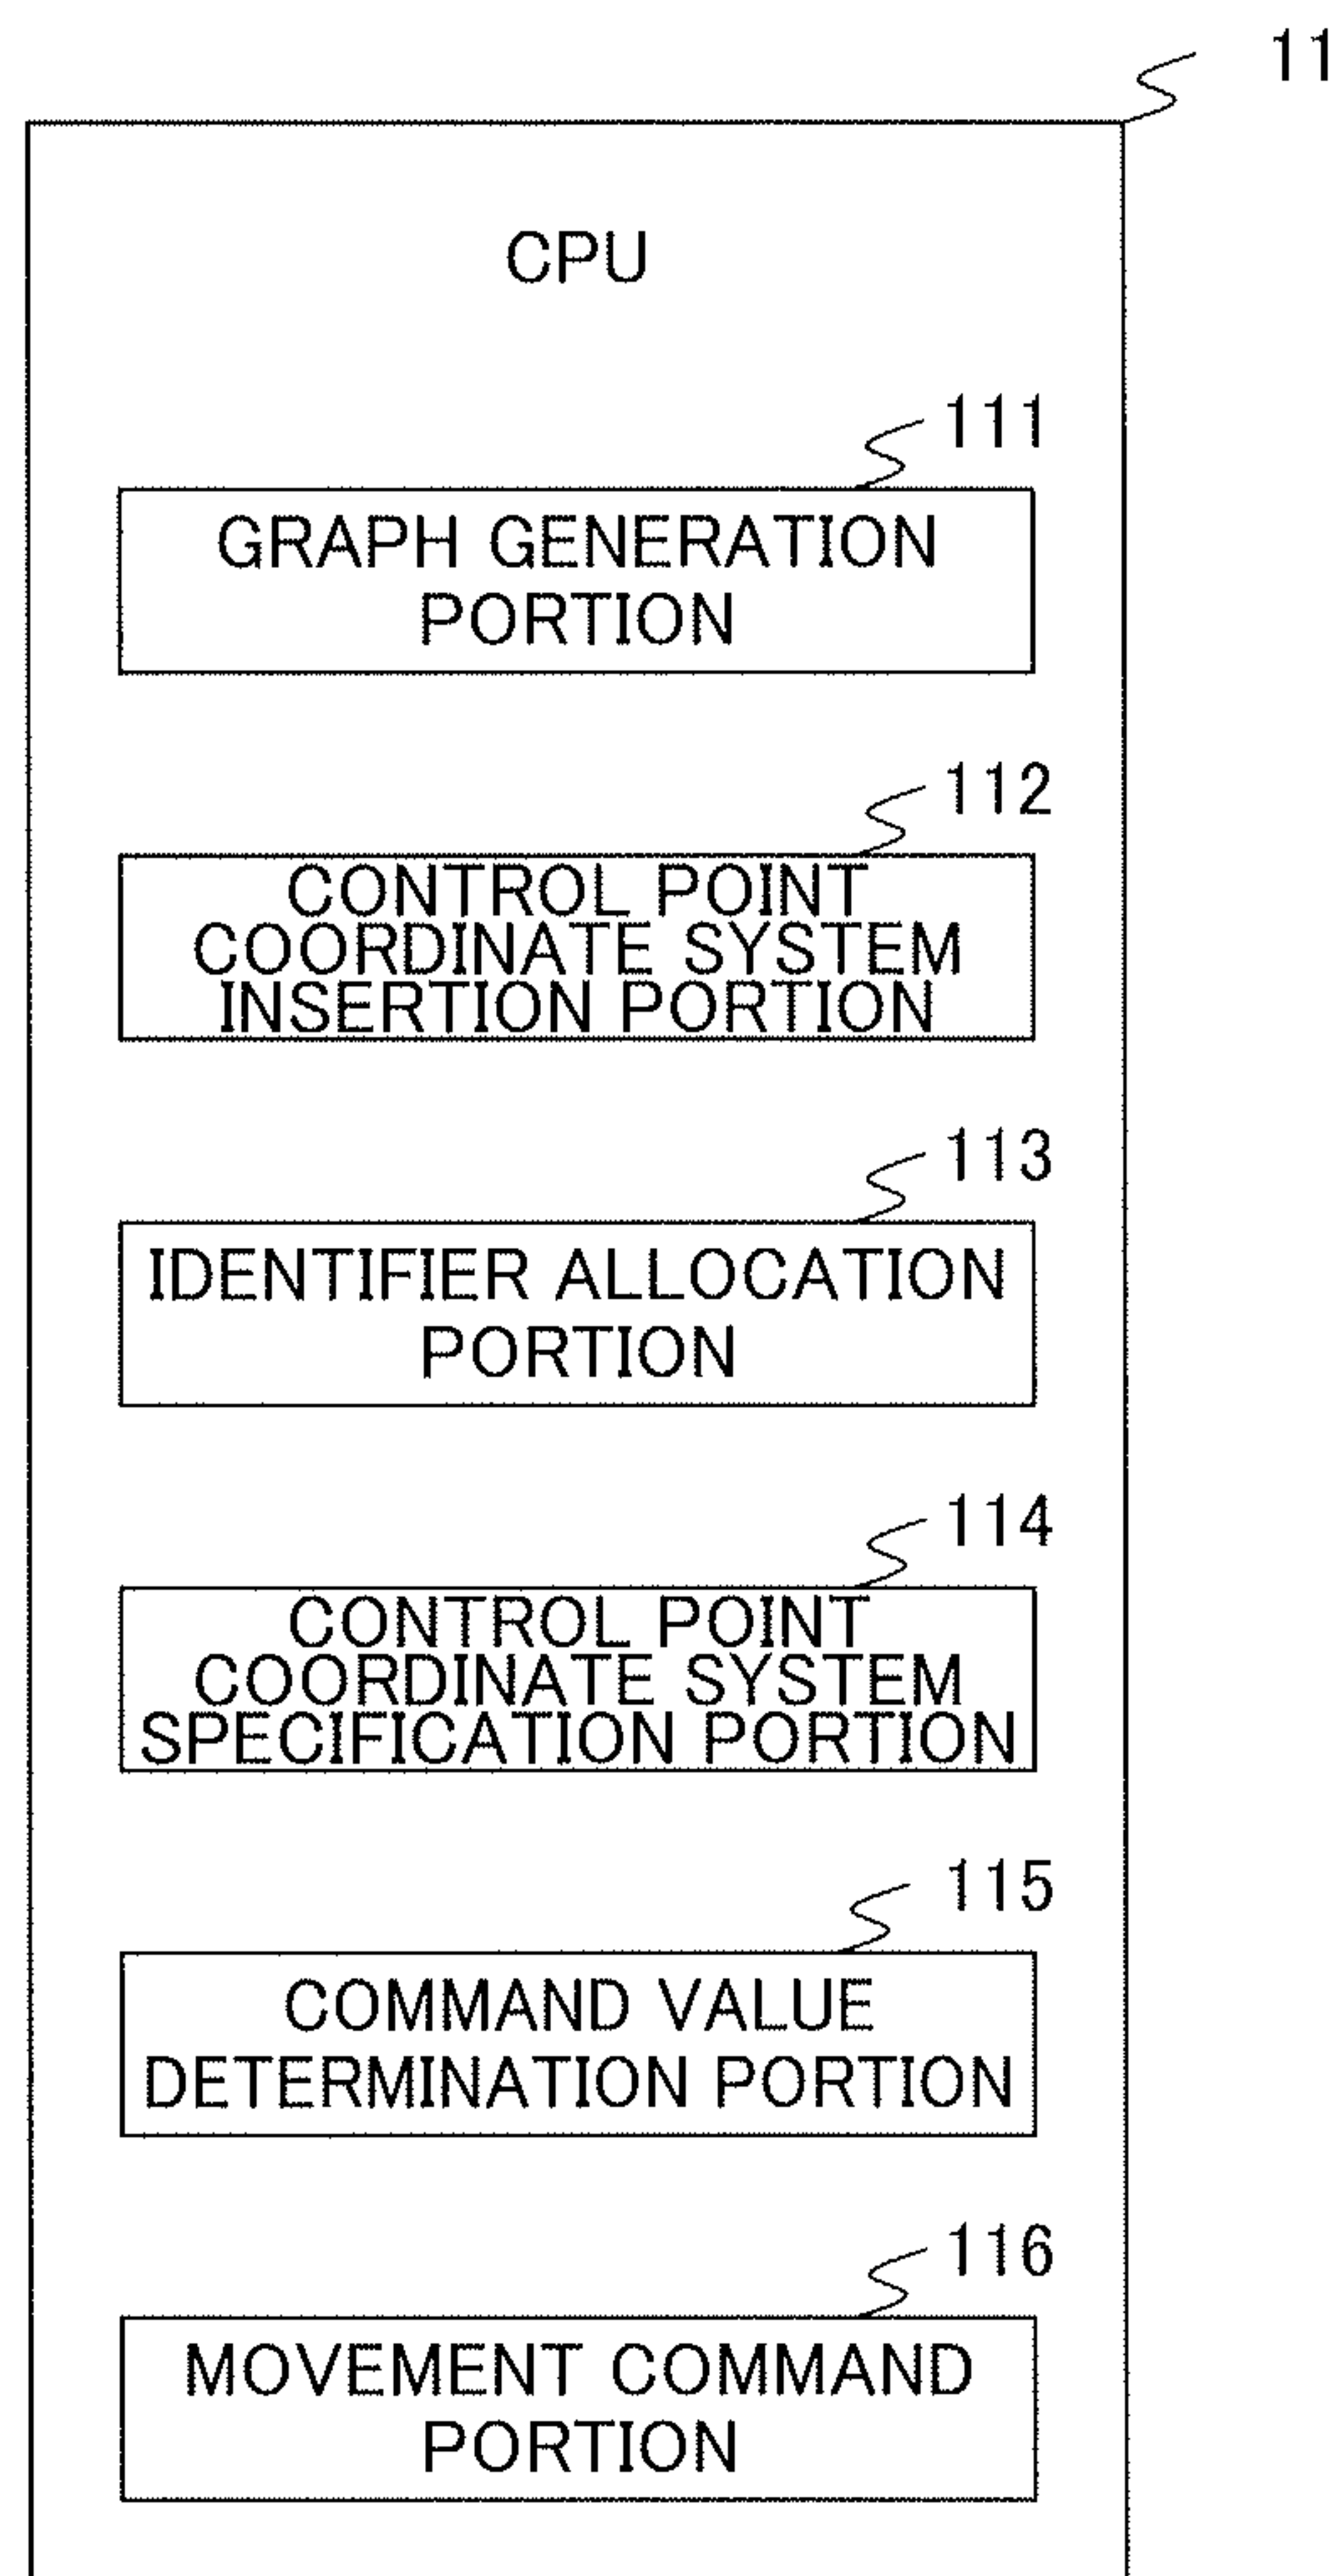 11
CPU
111
GRAPH GENERATION
PORTION
112
CONTROL POINT
COORDINATE SYSTEM
INSERTION PORTION
113
IDENTIFIER ALLOCATION
PORTION
114
CONTROL POINT
COORDINATE SYSTEM
SPECIFICATION PORTION
115
COMMAND VALUE
DETERMINATION PORTION
116
MOVEMENT COMMAND
PORTION